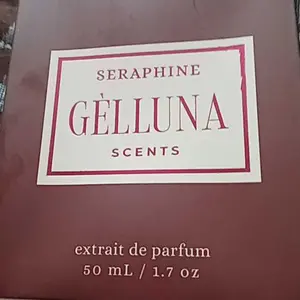 SERAPHINE
GÈLLUNA
SCENTS
extrait de parfum
50 mL / 1.7 oz